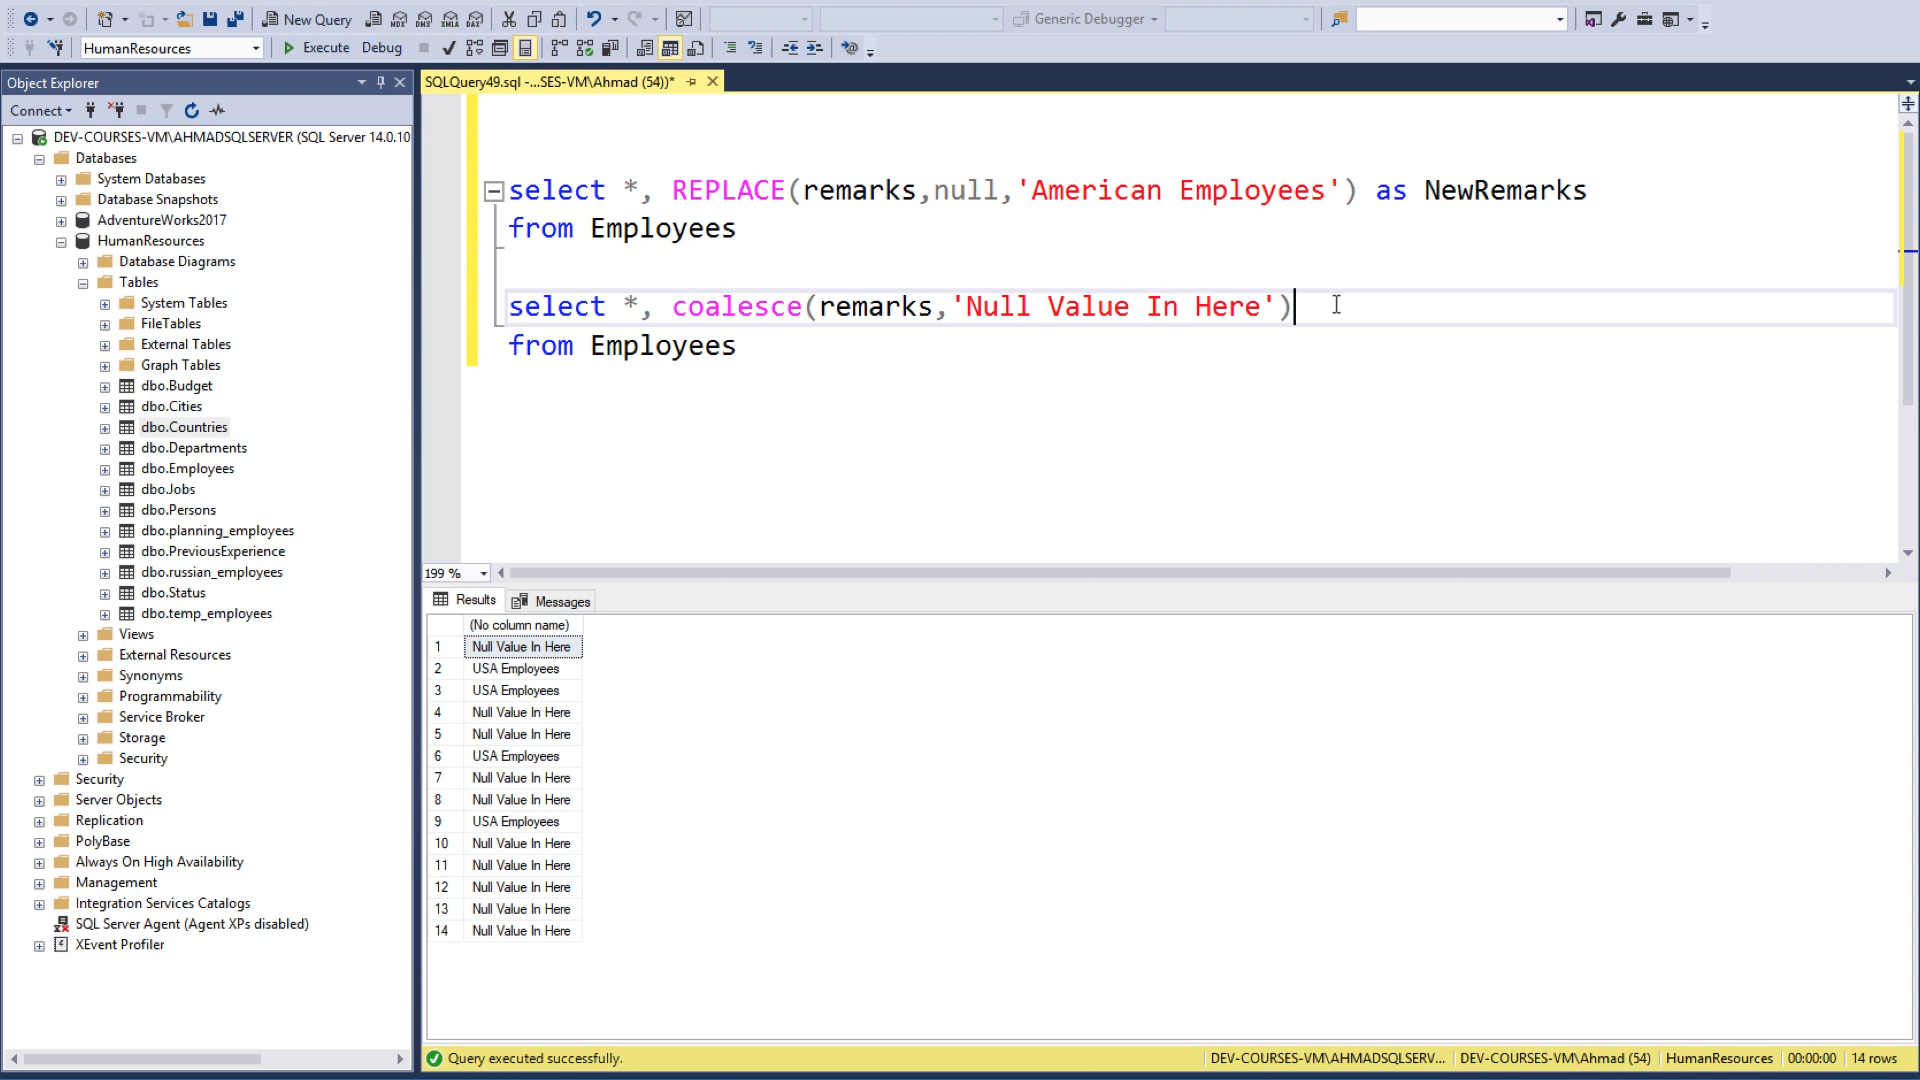 New Query
MDX
DMX
XMLA
DAX
Generic Debugger
HumanResources
Execute
Debug
Object Explorer
SQLQuery49.sql -...SES-VM\Ahmad (54))*
Connect
DEV-COURSES-VM\AHMADSQLSERVER (SQL Server 14.0.10
Databases
System Databases
Database Snapshots
AdventureWorks2017
HumanResources
Database Diagrams
Tables
System Tables
FileTables
External Tables
Graph Tables
dbo.Budget
dbo.Cities
dbo.Countries
dbo.Departments
dbo.Employees
dbo.Jobs
dbo.Persons
dbo.planning_employees
dbo.PreviousExperience
dbo.russian_employees
dbo.Status
dbo.temp_employees
Views
External Resources
Synonyms
Programmability
Service Broker
Storage
Security
Security
Server Objects
Replication
PolyBase
Always On High Availability
Management
Integration Services Catalogs
SQL Server Agent (Agent XPs disabled)
XEvent Profiler
select *, REPLACE(remarks,null,'American Employees') as NewRemarks
from Employees
select *, coalesce(remarks,'Null Value In Here')
from Employees
199 %
Results
Messages
(No column name)
1 Null Value In Here
2 USA Employees
3 USA Employees
4 Null Value In Here
5 Null Value In Here
6 USA Employees
7 Null Value In Here
8 Null Value In Here
9 USA Employees
10 Null Value In Here
11 Null Value In Here
12 Null Value In Here
13 Null Value In Here
14 Null Value In Here
Query executed successfully.
DEV-COURSES-VM\AHMADSQLSERV...
DEV-COURSES-VM\Ahmad (54)
HumanResources
00:00:00
14 rows